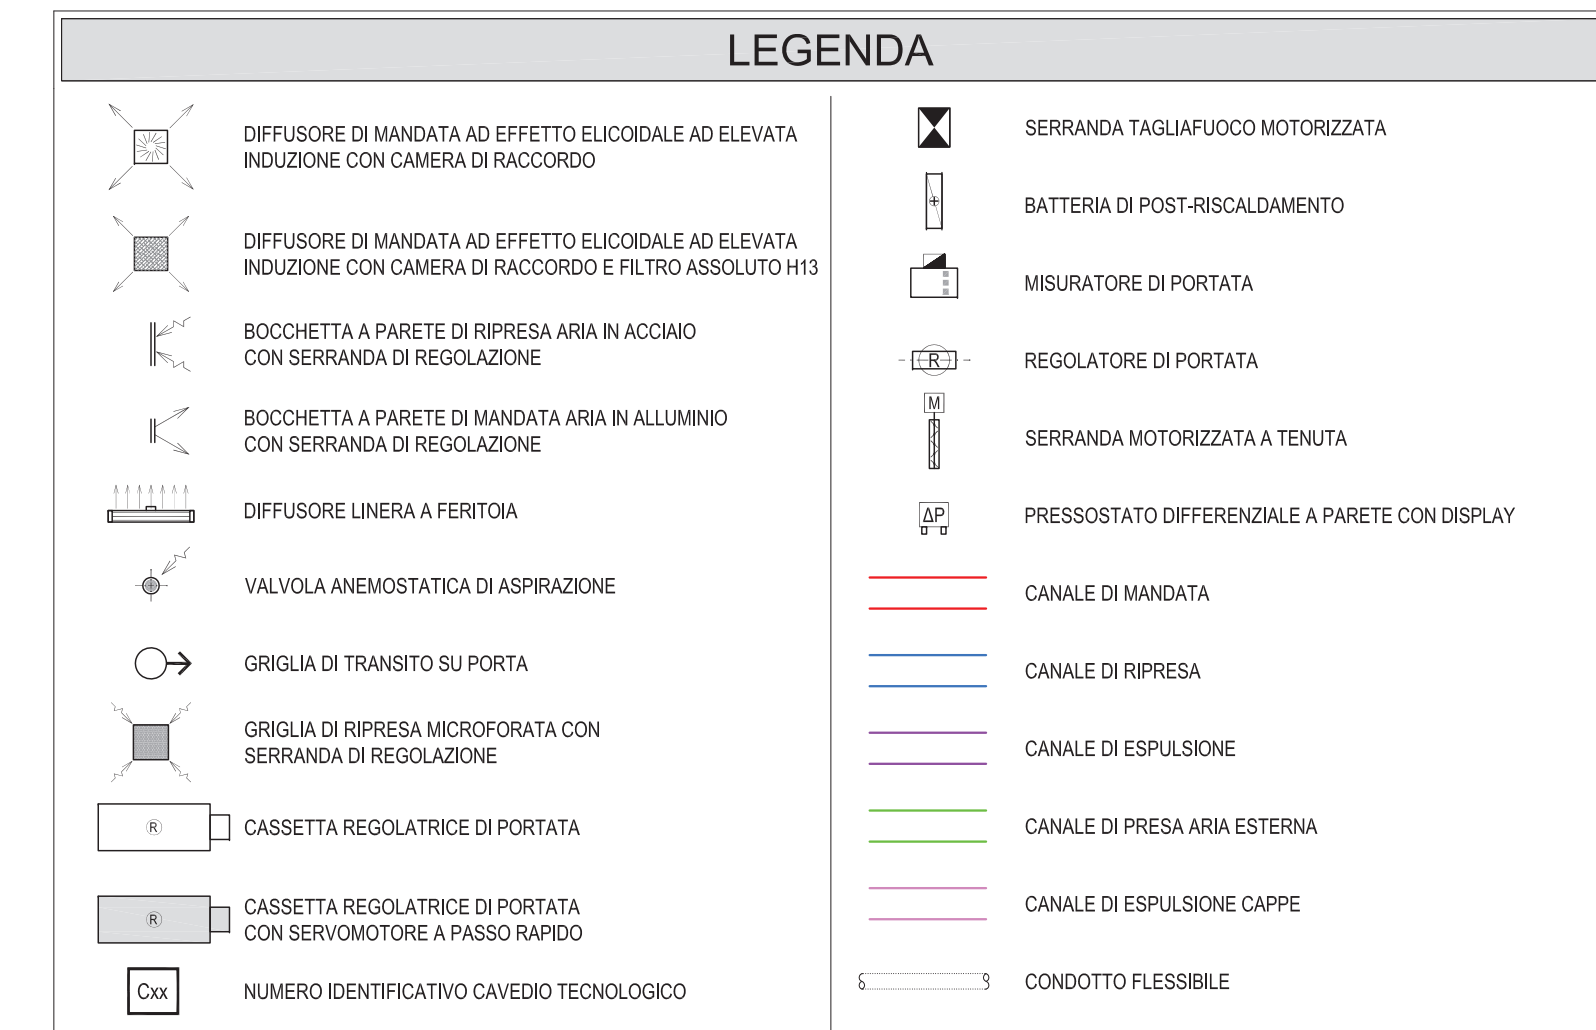 LEGENDA
DIFFUSORE DI MANDATA AD EFFETTO ELICOIDALE AD ELEVATA
INDUZIONE CON CAMERA DI RACCORDO
DIFFUSORE DI MANDATA AD EFFETTO ELICOIDALE AD ELEVATA
INDUZIONE CON CAMERA DI RACCORDO E FILTRO ASSOLUTO H13
BOCCHETTA A PARETE DI RIPRESA ARIA IN ACCIAIO
CON SERRANDA DI REGOLAZIONE
BOCCHETTA A PARETE DI MANDATA ARIA IN ALLUMINIO
CON SERRANDA DI REGOLAZIONE
DIFFUSORE LINERA A FERITOIA
VALVOLA ANEMOSTATICA DI ASPIRAZIONE
GRIGLIA DI TRANSITO SU PORTA
GRIGLIA DI RIPRESA MICROFORATA CON
SERRANDA DI REGOLAZIONE
R CASSETTA REGOLATRICE DI PORTATA
CASSETTA REGOLATRICE DI PORTATA
R
CON SERVOMOTORE A PASSO RAPIDO
Cxx NUMERO IDENTIFICATIVO CAVEDIO TECNOLOGICO
SERRANDA TAGLIAFUOCO MOTORIZZATA
BATTERIA DI POST-RISCALDAMENTO
MISURATORE DI PORTATA
R REGOLATORE DI PORTATA
M
SERRANDA MOTORIZZATA A TENUTA
ΔP PRESSOSTATO DIFFERENZIALE A PARETE CON DISPLAY
CANALE DI MANDATA
CANALE DI RIPRESA
CANALE DI ESPULSIONE
CANALE DI PRESA ARIA ESTERNA
CANALE DI ESPULSIONE CAPPE
CONDOTTO FLESSIBILE